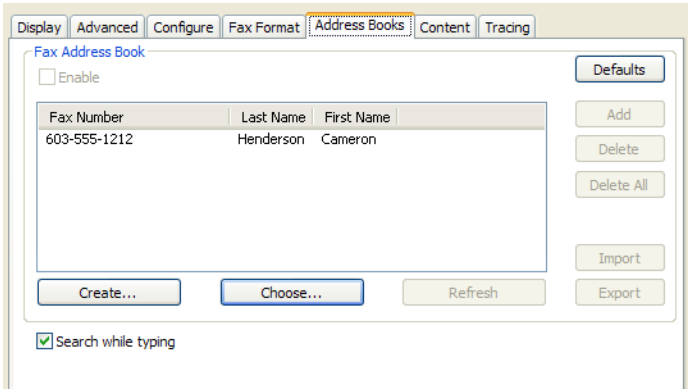 Display Advanced Configure Fax Format Address Books Content Tracing
Fax Address Book
Enable
Defaults
Fax Number Last Name First Name
Add
603-555-1212 Henderson Cameron
Delete
Delete All
Import
Create... Choose... Refresh Export
Search while typing